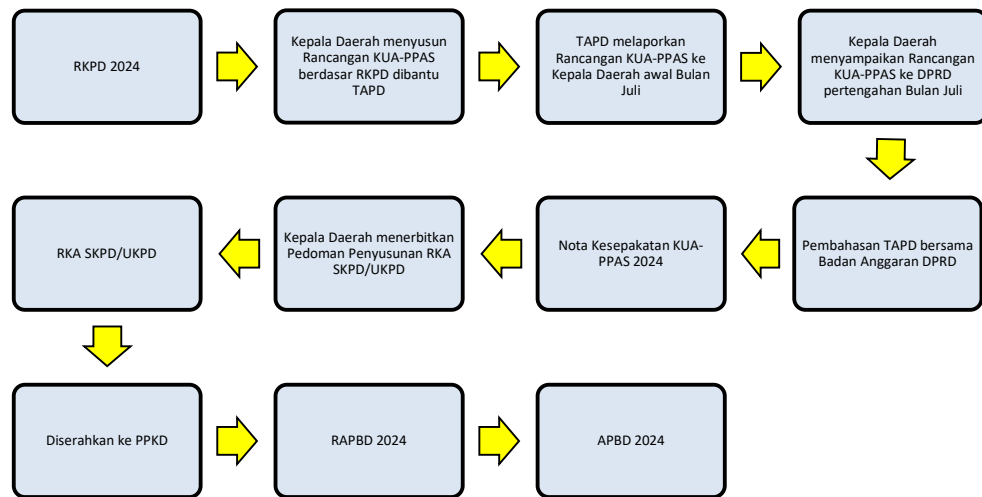 RKPD 2024
Kepala Daerah menyusun
Rancangan KUA-PPAS
berdasar RKPD dibantu
TAPD
TAPD melaporkan
Rancangan KUA-PPAS ke
Kepala Daerah awal Bulan
Juli
Kepala Daerah
menyampaikan Rancangan
KUA-PPAS ke DPRD
pertengahan Bulan Juli
Pembahasan TAPD bersama
Badan Anggaran DPRD
Nota Kesepakatan KUA-
PPAS 2024
Kepala Daerah menerbitkan
Pedoman Penyusunan RKA
SKPD/UKPD
RKA SKPD/UKPD
Diserahkan ke PPKD
RAPBD 2024
APBD 2024